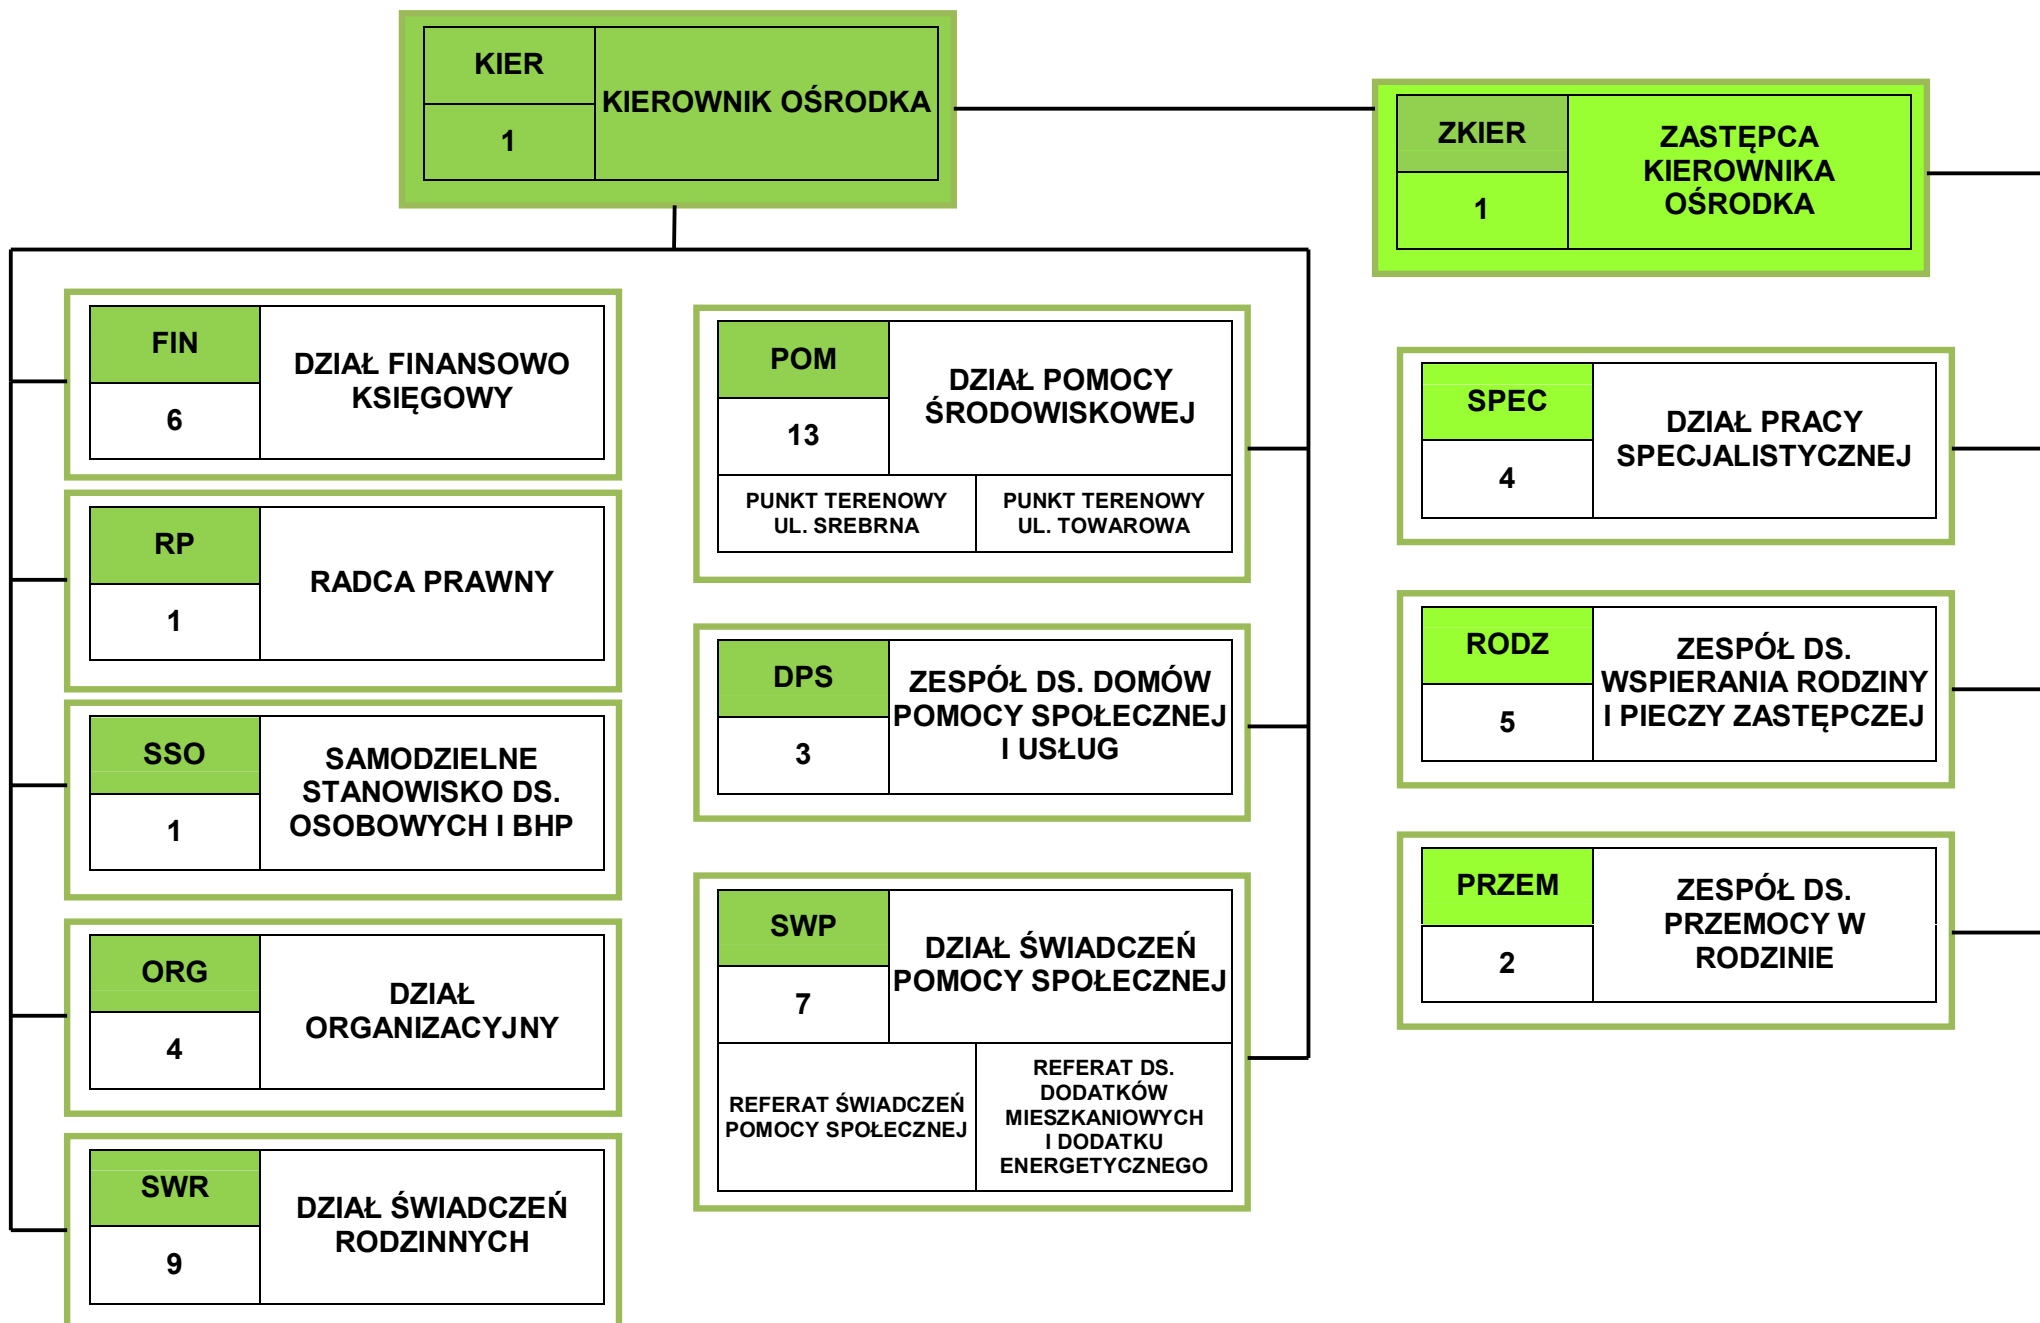 KIER
1
KIEROWNIK OŚRODKA
ZKIER
1
ZASTĘPCA
KIEROWNIKA
OŚRODKA
FIN
6
DZIAŁ FINANSOWO
KSIĘGOWY
RP
1
RADCA PRAWNY
SSO
1
SAMODZIELNE
STANOWISKO DS.
OSOBOWYCH I BHP
ORG
4
DZIAŁ
ORGANIZACYJNY
SWR
9
DZIAŁ ŚWIADCZEŃ
RODZINNYCH
POM
13
DZIAŁ POMOCY
ŚRODOWISKOWEJ
PUNKT TERENOWY
UL. SREBRNA
PUNKT TERENOWY
UL. TOWAROWA
DPS
3
ZESPÓŁ DS. DOMÓW
POMOCY SPOŁECZNEJ
I USŁUG
SWP
7
DZIAŁ ŚWIADCZEŃ
POMOCY SPOŁECZNEJ
REFERAT ŚWIADCZEŃ
POMOCY SPOŁECZNEJ
REFERAT DS.
DODATKÓW
MIESZKANIOWYCH
I DODATKU
ENERGETYCZNEGO
SPEC
4
DZIAŁ PRACY
SPECJALISTYCZNEJ
RODZ
5
ZESPÓŁ DS.
WSPIERANIA RODZINY
I PIECZY ZASTĘPCZEJ
PRZEM
2
ZESPÓŁ DS.
PRZEMOCY W
RODZINIE